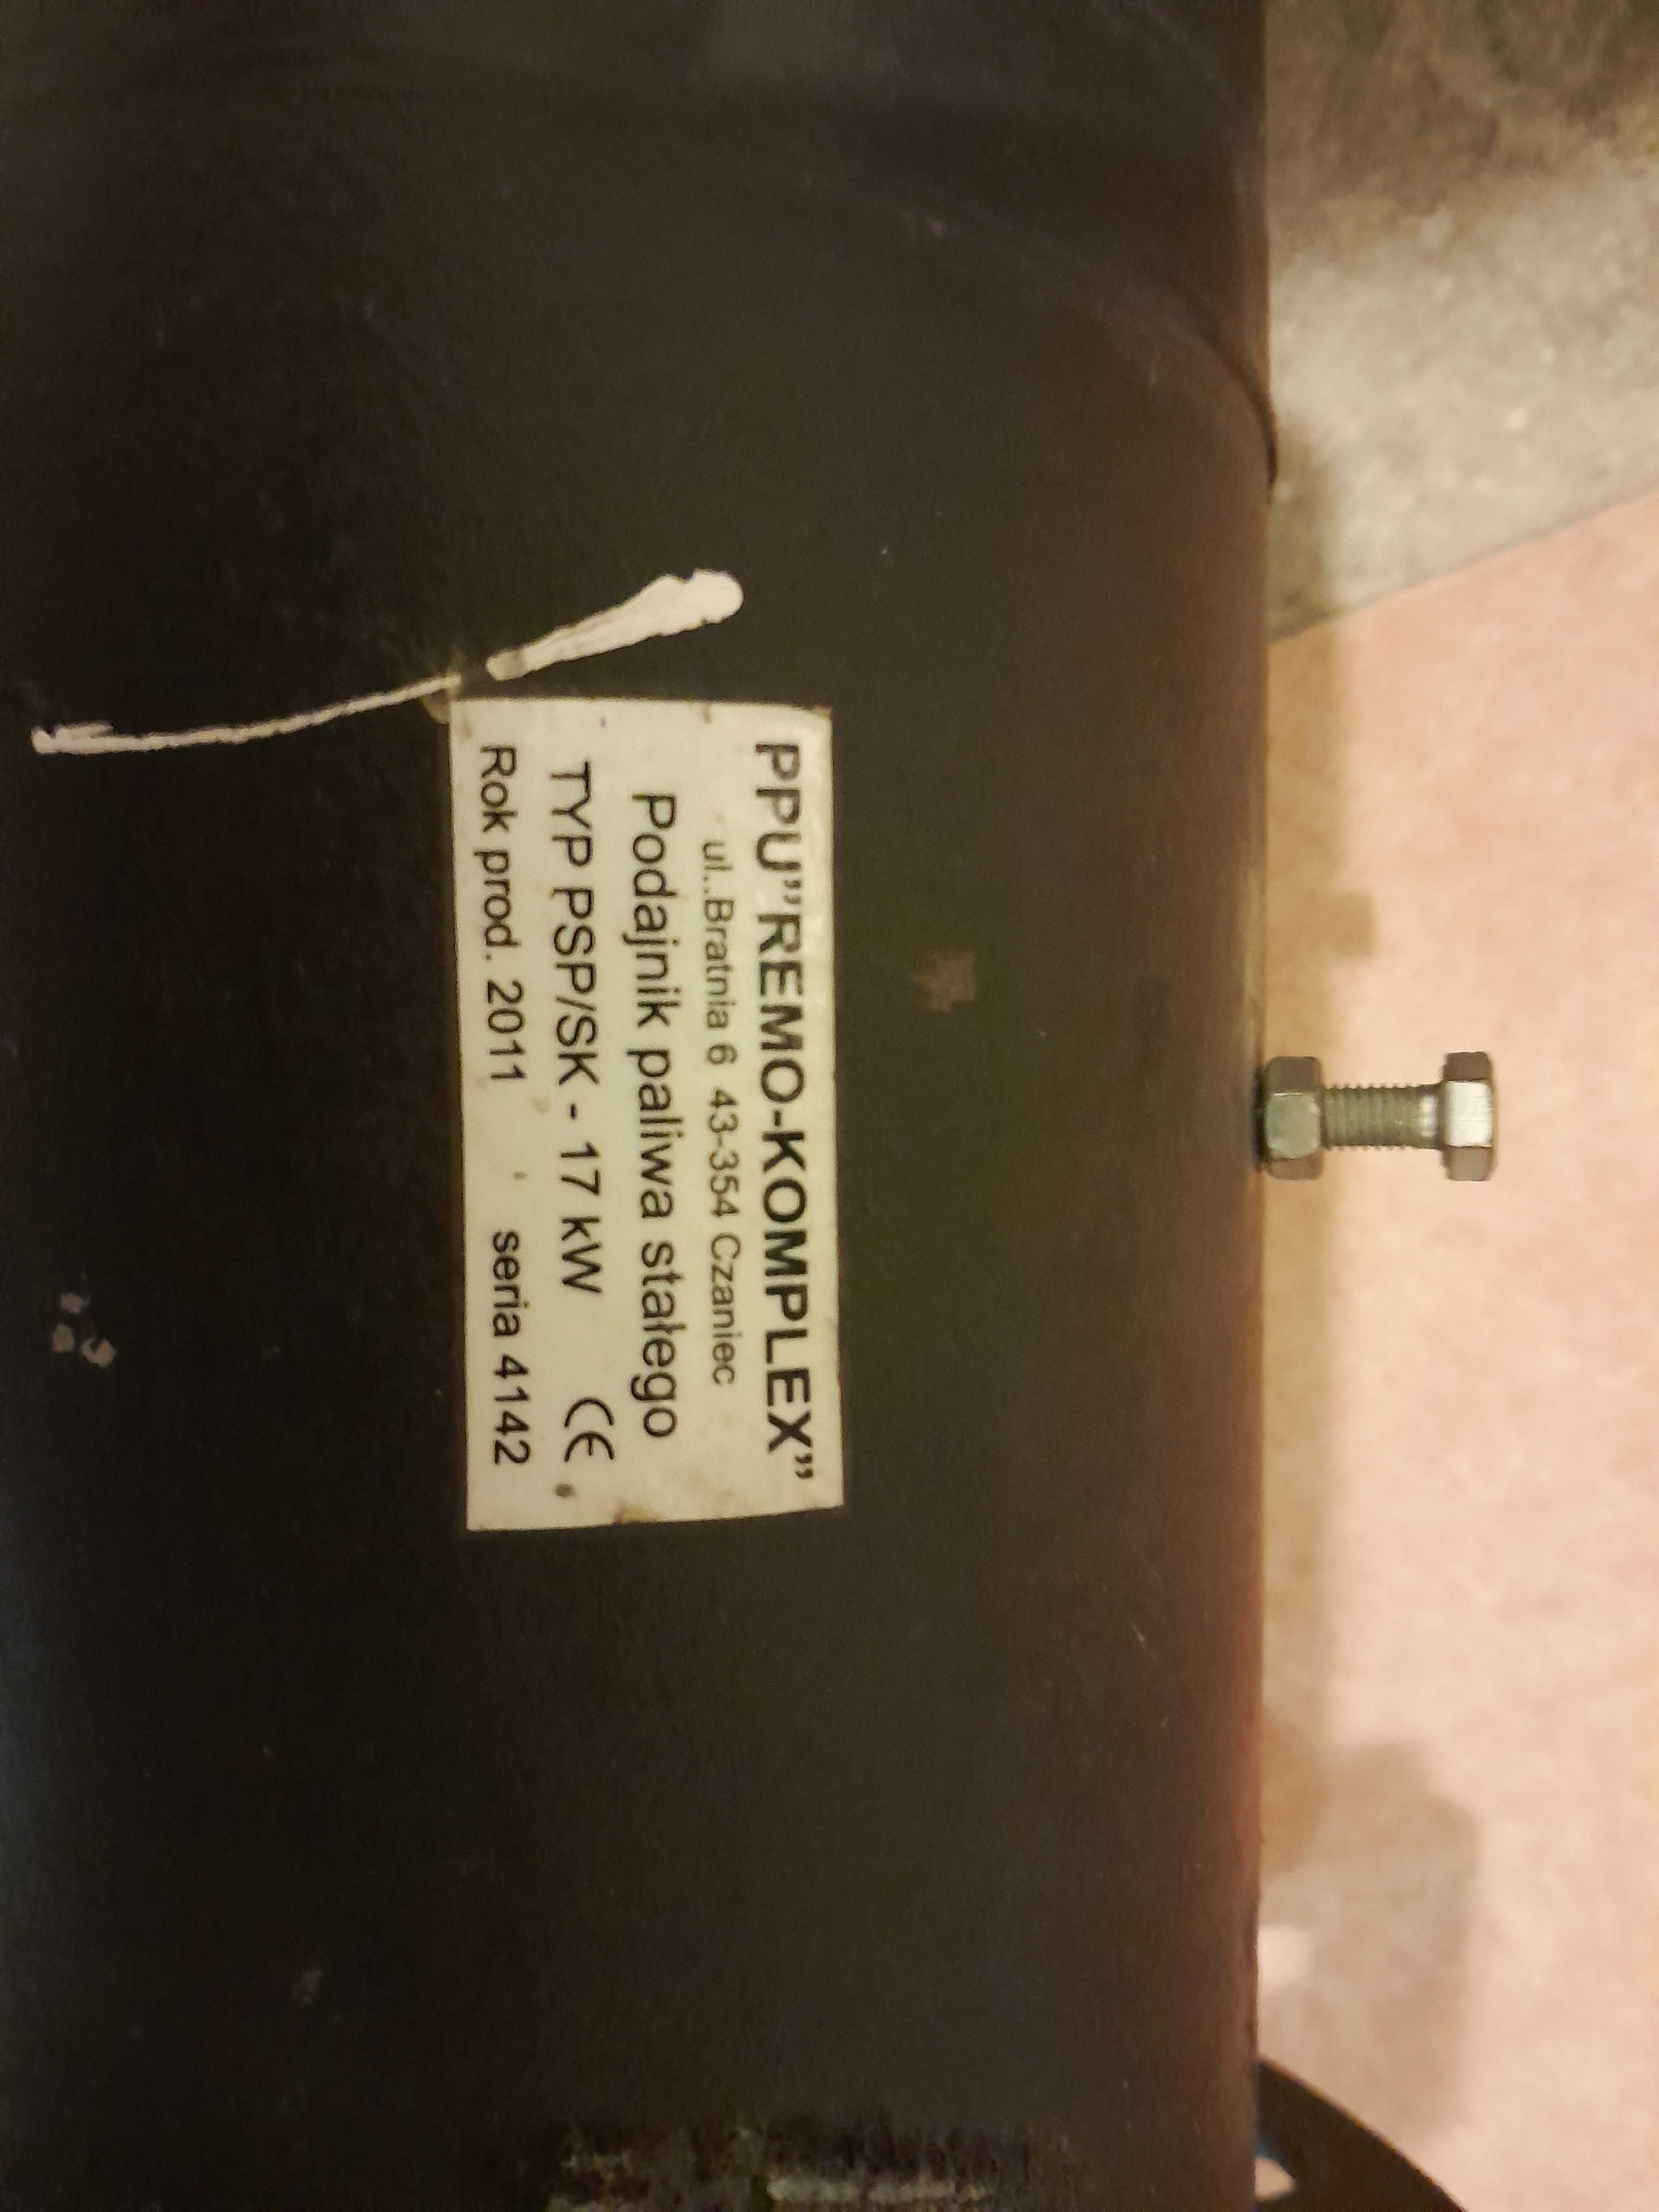 PPU"REMO-KOMPLEX"
ul..Bratnia 6 43-354 Czaniec
Podajnik paliwa stałego
TYP PSP/SK - 17 kW CE
Rok prod. 2011 seria 4142